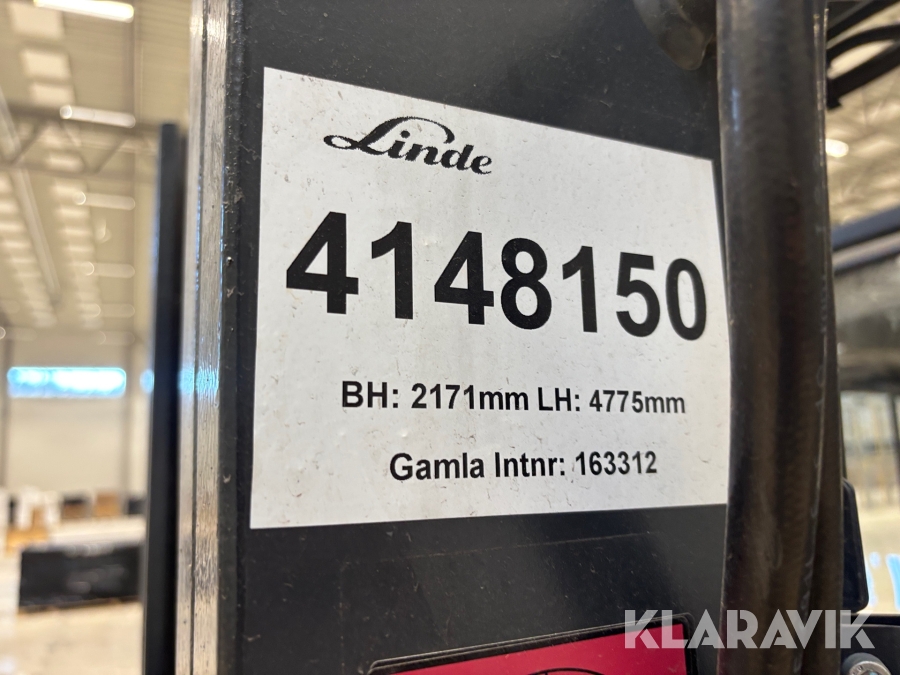 Linde
4148150
BH: 2171mm LH: 4775mm
Gamla Intnr: 163312
KLARAVIK